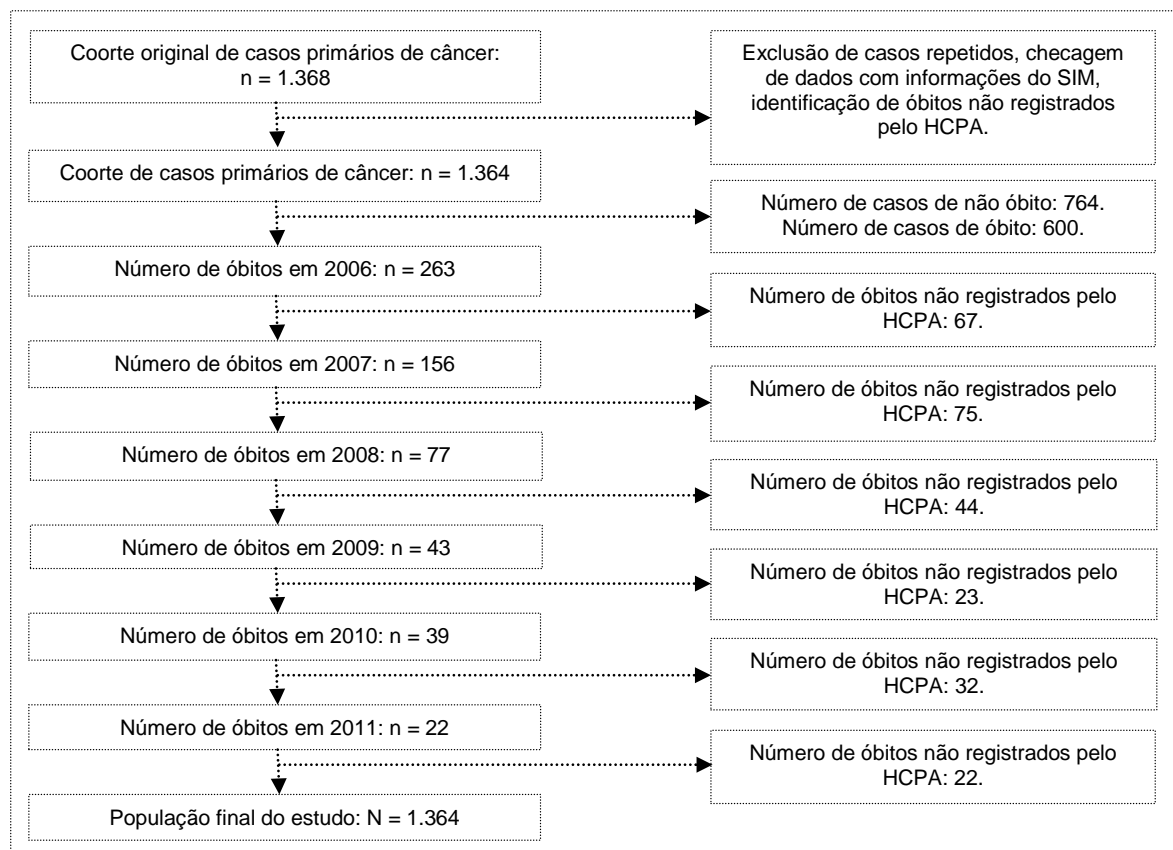 Coorte original de casos primários de câncer:
n = 1.368
Exclusão de casos repetidos, checagem
de dados com informações do SIM,
identificação de óbitos não registrados
pelo HCPA.
Coorte de casos primários de câncer: n = 1.364
Número de casos de não óbito: 764.
Número de casos de óbito: 600.
Número de óbitos em 2006: n = 263
Número de óbitos não registrados pelo
HCPA: 67.
Número de óbitos em 2007: n = 156
Número de óbitos não registrados pelo
HCPA: 75.
Número de óbitos em 2008: n = 77
Número de óbitos não registrados pelo
HCPA: 44.
Número de óbitos em 2009: n = 43
Número de óbitos não registrados pelo
HCPA: 23.
Número de óbitos em 2010: n = 39
Número de óbitos não registrados pelo
HCPA: 32.
Número de óbitos em 2011: n = 22
Número de óbitos não registrados pelo
HCPA: 22.
População final do estudo: N = 1.364